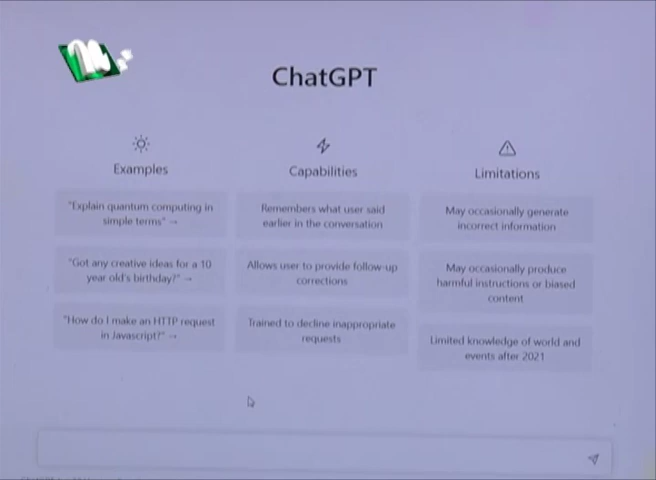 ChatGPT
Examples
"Explain quantum computing in
simple terms" →
"Got any creative ideas for a 10
year old's birthday?" →
"How do I make an HTTP request
in Javascript?" →
Capabilities
Remembers what user said
earlier in the conversation
Allows user to provide follow-up
corrections
Trained to decline inappropriate
requests
Limitations
May occasionally generate
incorrect information
May occasionally produce
harmful instructions or biased
content
Limited knowledge of world and
events after 2021